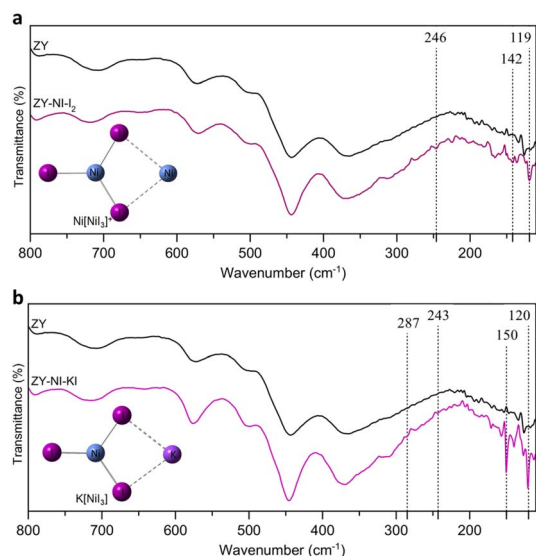 a
246
119
142
ZY
ZY-NI-I₂
Transmittance (%)
Ni
Ni
Ni[NiI₃]⁺
800 700 600 500 400 300 200
Wavenumber (cm⁻¹)
b
287
243
120
150
ZY
ZY-NI-KI
Transmittance (%)
Ni
K
K[NiI₃]
800 700 600 500 400 300 200
Wavenumber (cm⁻¹)